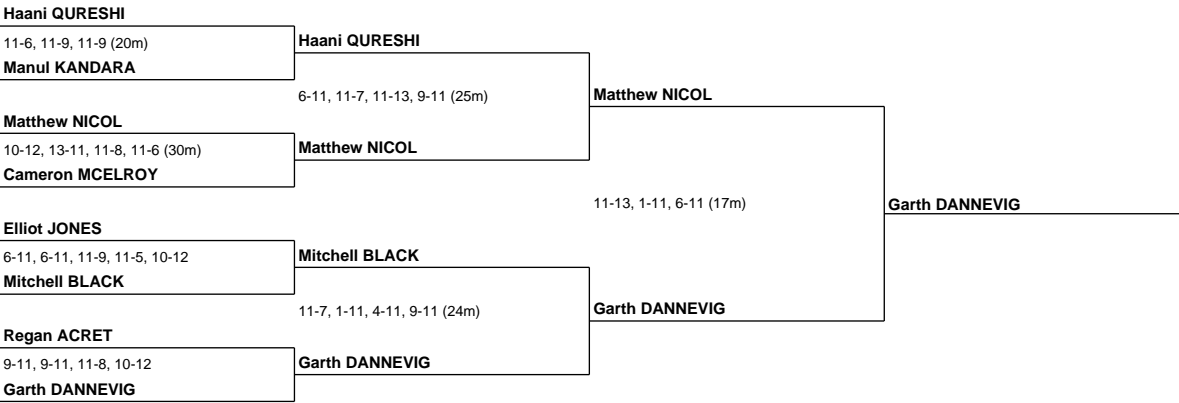 Haani QURESHI
11-6, 11-9, 11-9 (20m)
Haani QURESHI
Manul KANDARA
6-11, 11-7, 11-13, 9-11 (25m)
Matthew NICOL
Matthew NICOL
10-12, 13-11, 11-8, 11-6 (30m)
Matthew NICOL
Cameron MCELROY
11-13, 1-11, 6-11 (17m)
Garth DANNEVIG
Elliot JONES
6-11, 6-11, 11-9, 11-5, 10-12
Mitchell BLACK
Mitchell BLACK
11-7, 1-11, 4-11, 9-11 (24m)
Garth DANNEVIG
Regan ACRET
9-11, 9-11, 11-8, 10-12
Garth DANNEVIG
Garth DANNEVIG